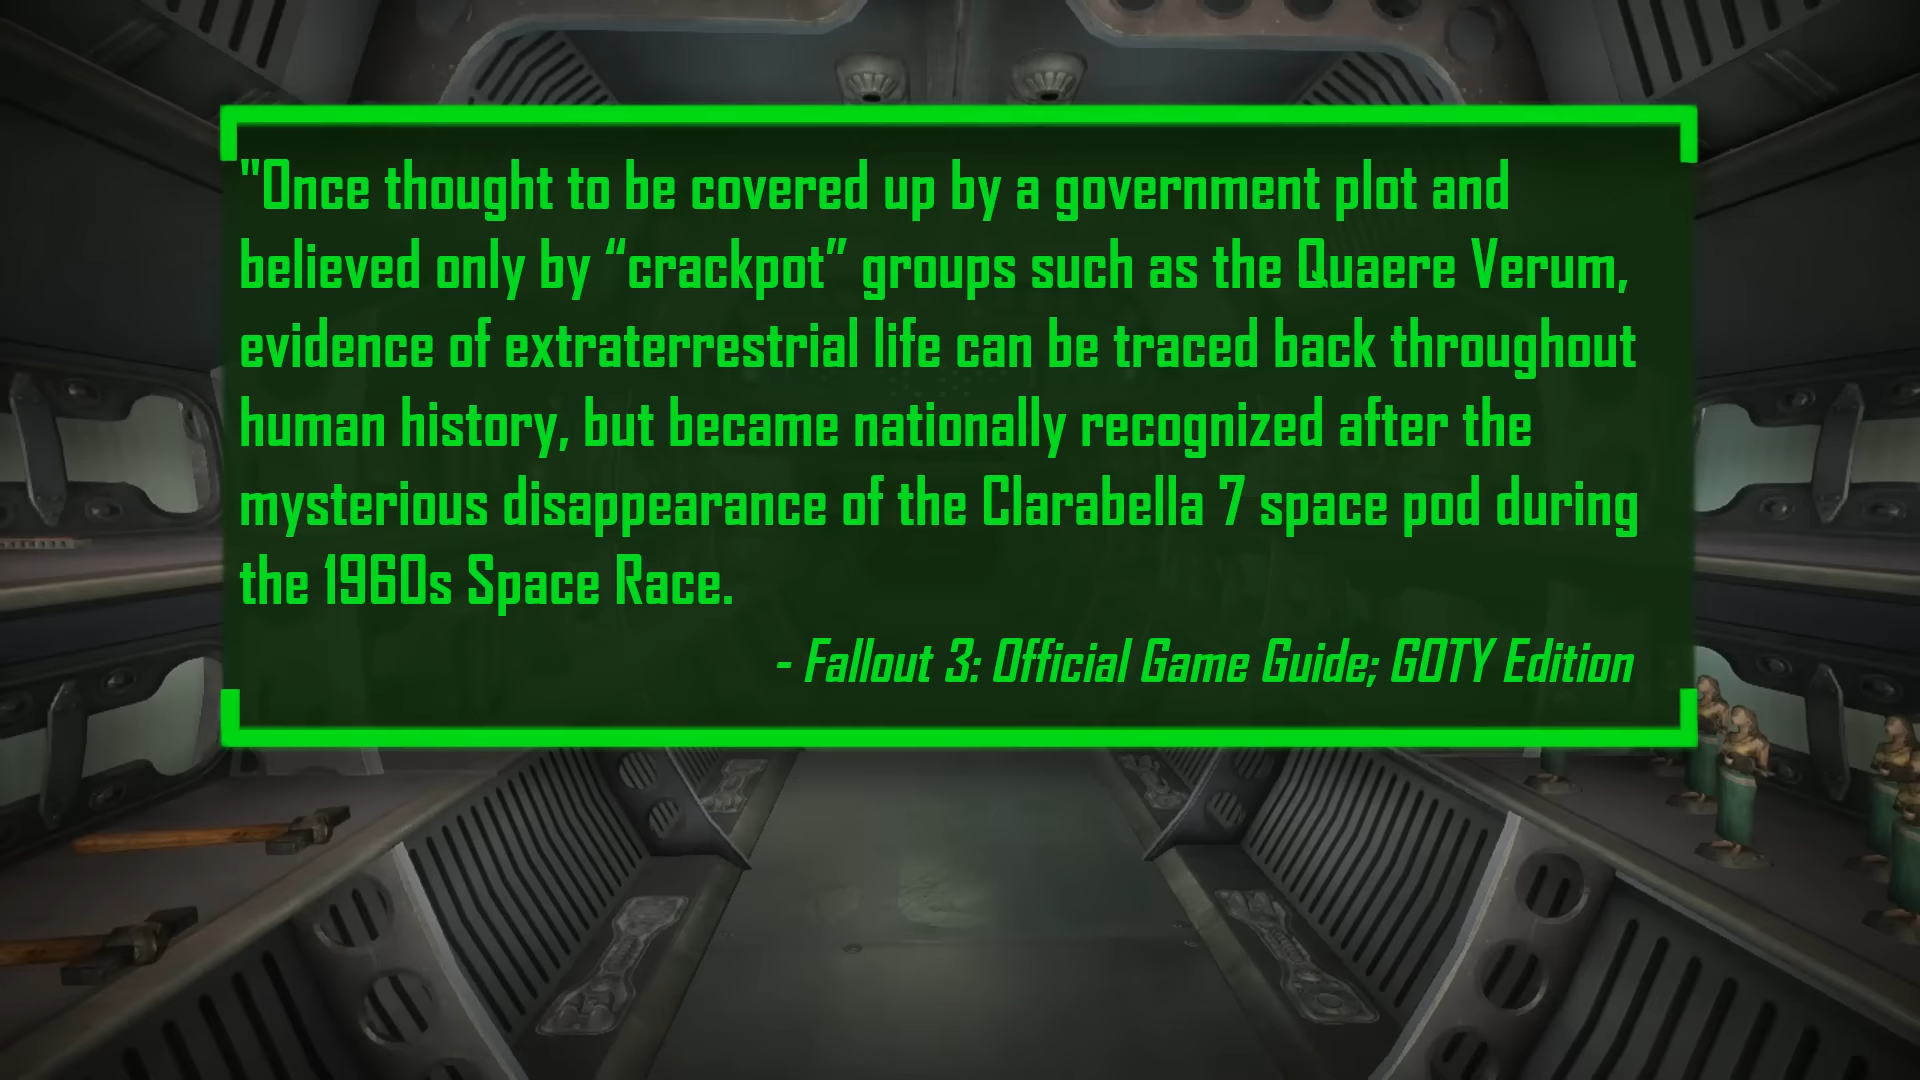 "Once thought to be covered up by a government plot and
believed only by “crackpot” groups such as the Quaere Verum,
evidence of extraterrestrial life can be traced back throughout
human history, but became nationally recognized after the
mysterious disappearance of the Clarabella 7 space pod during
the 1960s Space Race.
- Fallout 3: Official Game Guide; GOTY Edition